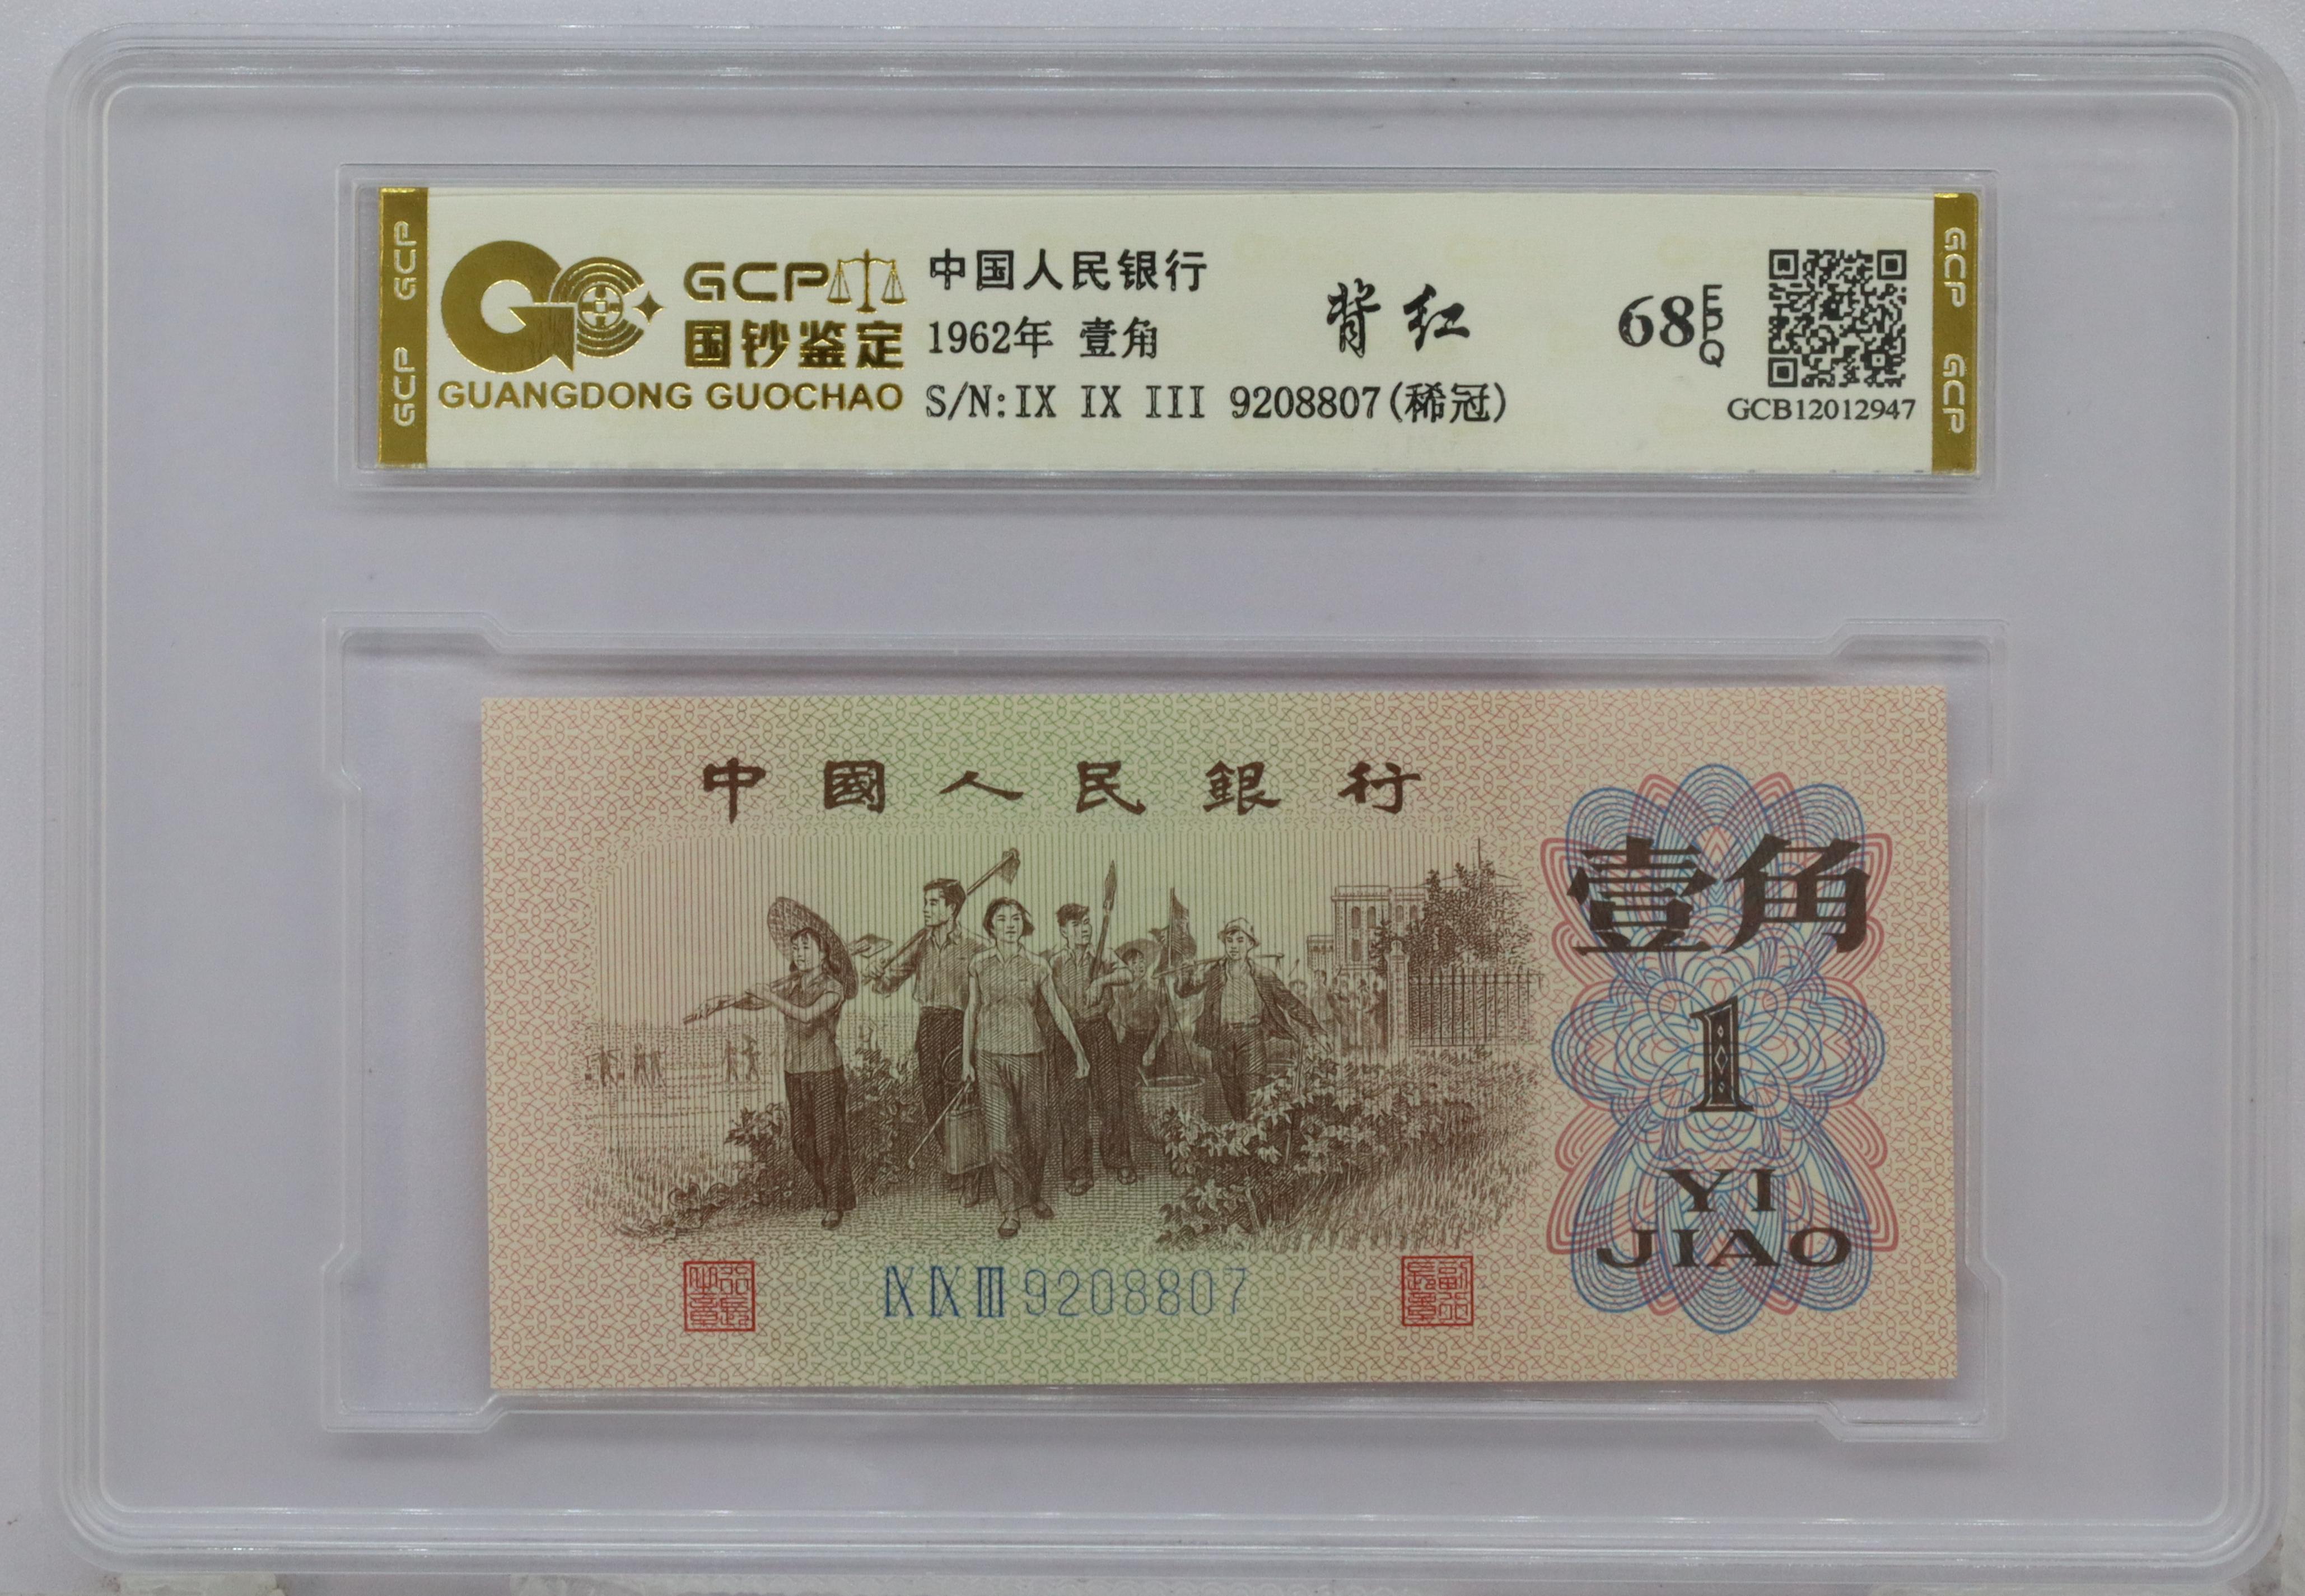 GCP
国钞鉴定
GUANGDONG GUOCHAO
中国人民银行
1962年 壹角
S/N:IX IX III 9208807(稀冠)
背红
68 EPQ
GCB12012947
GCP GCP
GCP GCP
中國人民銀行
壹角
1
YI
JIAO
IX IX III 9208807